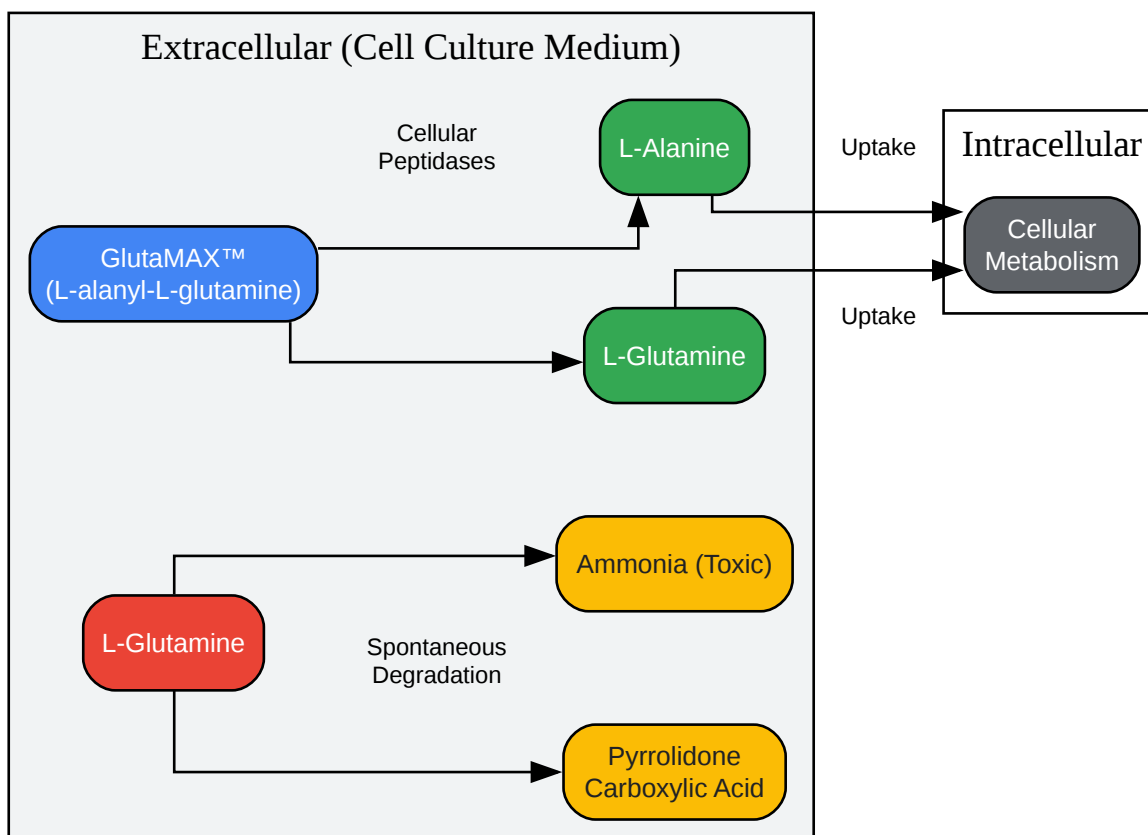 Extracellular (Cell Culture Medium)
Cellular
Peptidases
L-Alanine
Uptake
Intracellular
GlutaMAX™
(L-alanyl-L-glutamine)
Cellular
Metabolism
L-Glutamine
Uptake
Ammonia (Toxic)
L-Glutamine
Spontaneous
Degradation
Pyrrolidone
Carboxylic Acid